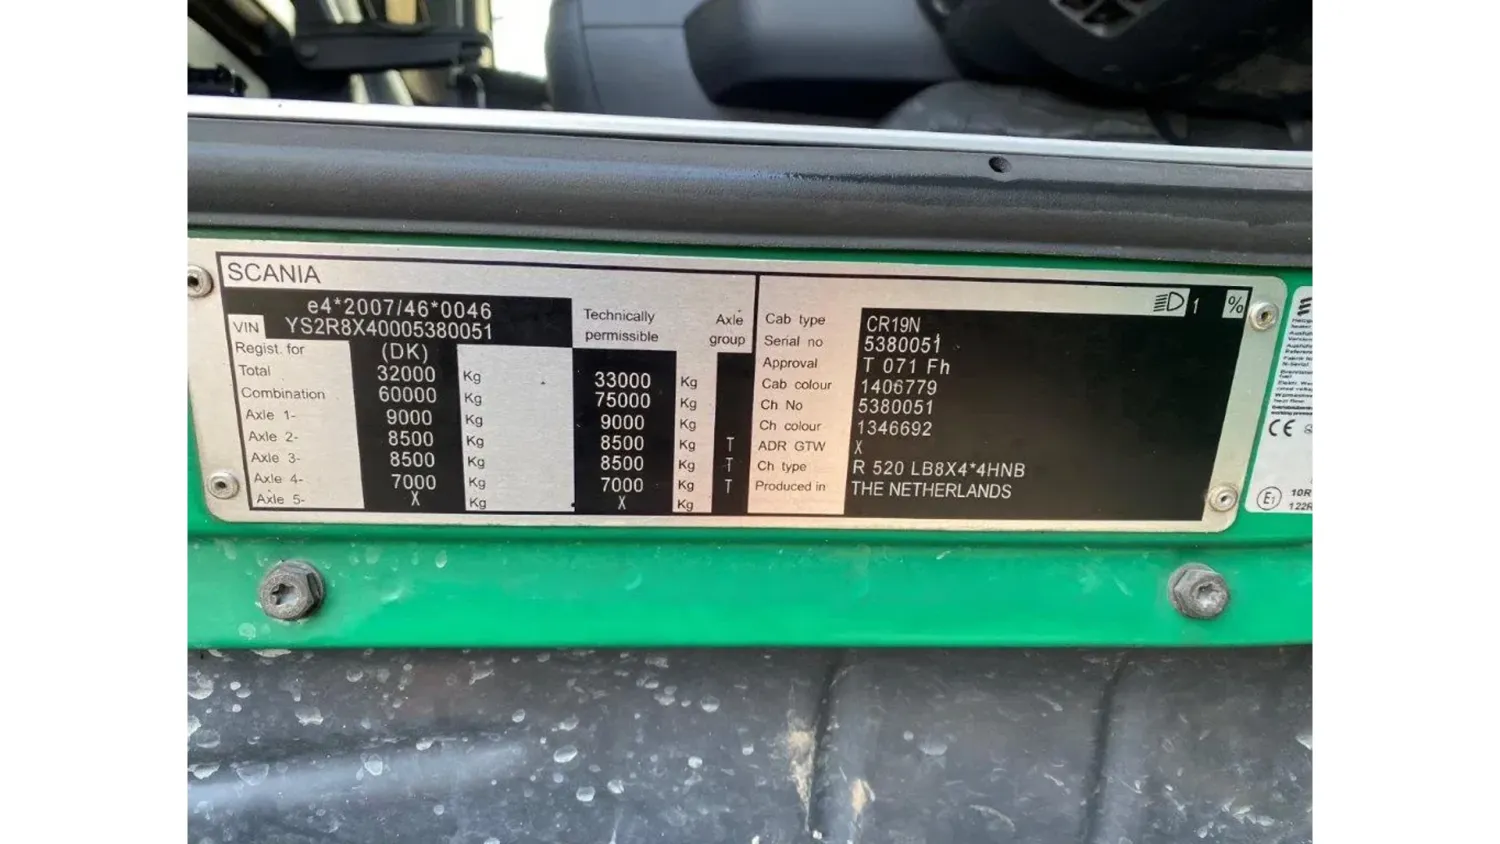 SCANIA
e4*2007/46*0046
VIN YS2R8X40005380051
Regist. for (DK)
Total 32000 Kg 33000 Kg
Combination 60000 Kg 75000 Kg
Axle 1- 9000 Kg 9000 Kg
Axle 2- 8500 Kg 8500 Kg T
Axle 3- 8500 Kg 8500 Kg T
Axle 4- 7000 Kg 7000 Kg T
Axle 5- X Kg X Kg
Technically
permissible
Axle
group
1 %
Cab type CR19N
Serial no 5380051
Approval T 071 Fh
Cab colour 1406779
Ch No 5380051
Ch colour 1346692
ADR GTW X
Ch type R 520 LB8X4*4HNB
Produced in THE NETHERLANDS
CE
E1 10R
122R